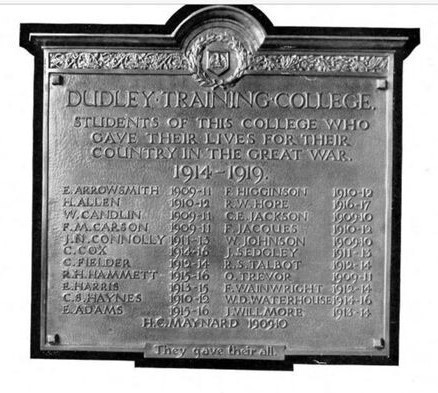 DUDLEY·TRAINING·COLLEGE.
STUDENTS OF THIS COLLEGE WHO
GAVE THEIR LIVES FOR THEIR
COUNTRY IN THE GREAT WAR.
1914–1919.
E. ARROWSMITH 1909-11 F. HIGGINSON 1910-12
H. ALLEN 1910-12 R.W. HOPE 1916-17
W. CANDLIN 1909-11 C.E. JACKSON 1909-10
F.M. CARSON 1909-11 F. JACQUES 1910-12
J.N. CONNOLLY 1911-13 W. JOHNSON 1909-10
C. COX 1914-16 J. SEDGLEY 1911-13
C. FIELDER 1912-14 R.S. TALBOT 1912-14
R.H. HAMMETT 1915-16 O. TREVOR 1909-11
E. HARRIS 1913-15 F. WAINWRIGHT 1912-14
C.S. HAYNES 1910-12 W.D. WATERHOUSE 1914-16
E. ADAMS 1915-16 J. WILLMORE 1913-14
H.G. MAYNARD 1909-10
They gave their all.